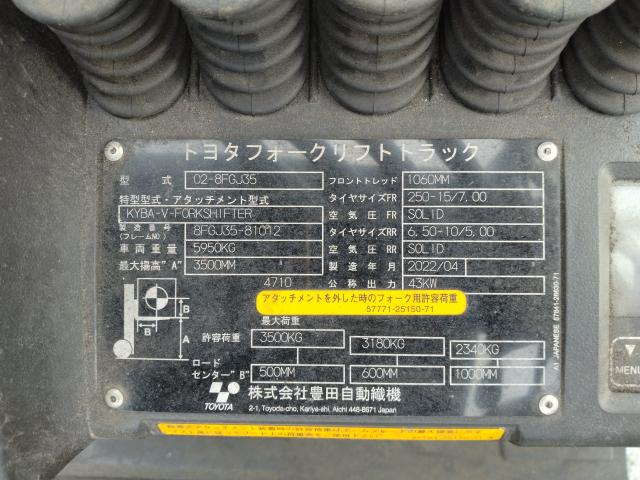 トヨタフォークリフトトラック
型式 02-8FGJ35 フロントトレッド 1060MM
特型型式・アタッチメント型式 タイヤサイズFR 250-15/7.00
KYBA-V-FORKSHIFTER 空気圧FR SOLID
製造番号 (フレームNO) 8FGJ35-81012 タイヤサイズRR 6.50-10/5.00
車両重量 5950KG 空気圧RR SOLID
最大揚高"A" 3500MM 製造年月 2022/04
4710 公称出力 43KW
アタッチメントを外した時のフォーク用許容荷重
57771-25150-71
最大荷重
許容荷重 3500KG 3180KG 2340KG
ロード
センター"B" 500MM 600MM 1000MM
B
B
A
TOYOTA
株式会社豊田自動織機
2-1, Toyoda-cho, Kariya-shi, Aichi 448-8671 Japan
A1 JAPANESE 57641-26600-71
MENU